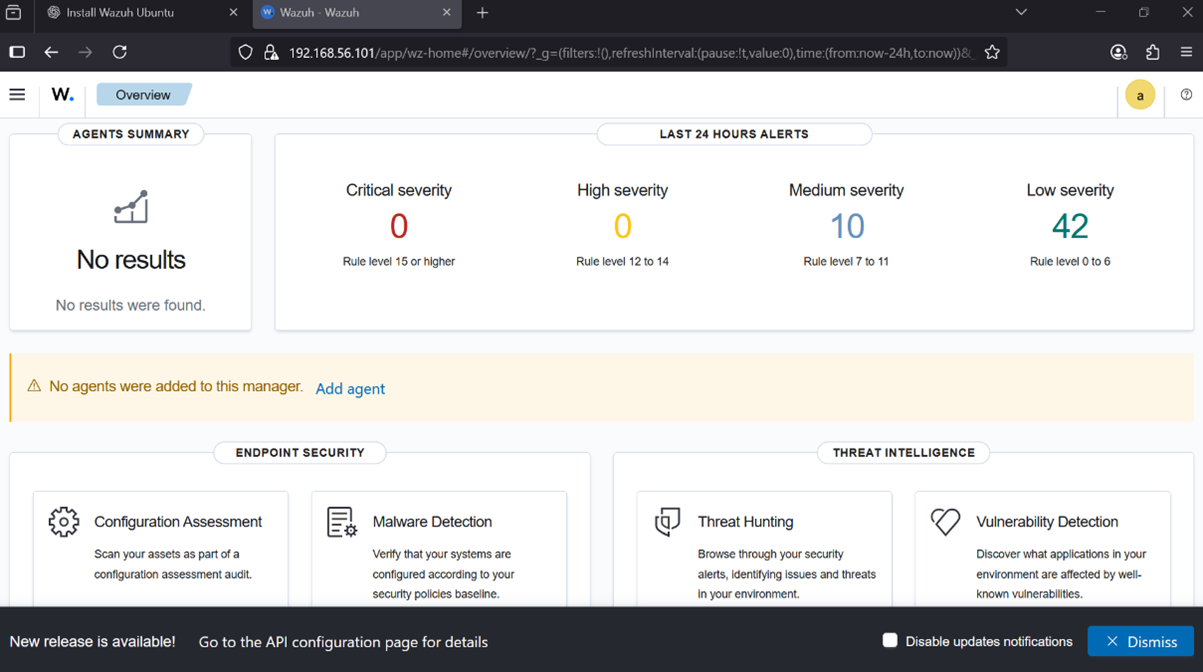 Install Wazuh Ubuntu
Wazuh - Wazuh
192.168.56.101/app/wz-home#/overview/?_g=(filters:!(),refreshInterval:(pause:!t,value:0),time:(from:now-24h,to:now))&
W. Overview a
AGENTS SUMMARY
No results
No results were found.
LAST 24 HOURS ALERTS
Critical severity
0
Rule level 15 or higher
High severity
0
Rule level 12 to 14
Medium severity
10
Rule level 7 to 11
Low severity
42
Rule level 0 to 6
No agents were added to this manager. Add agent
ENDPOINT SECURITY
Configuration Assessment
Scan your assets as part of a
configuration assessment audit.
Malware Detection
Verify that your systems are
configured according to your
security policies baseline.
THREAT INTELLIGENCE
Threat Hunting
Browse through your security
alerts, identifying issues and threats
in your environment.
Vulnerability Detection
Discover what applications in your
environment are affected by well-
known vulnerabilities.
New release is available! Go to the API configuration page for details
Disable updates notifications
Dismiss